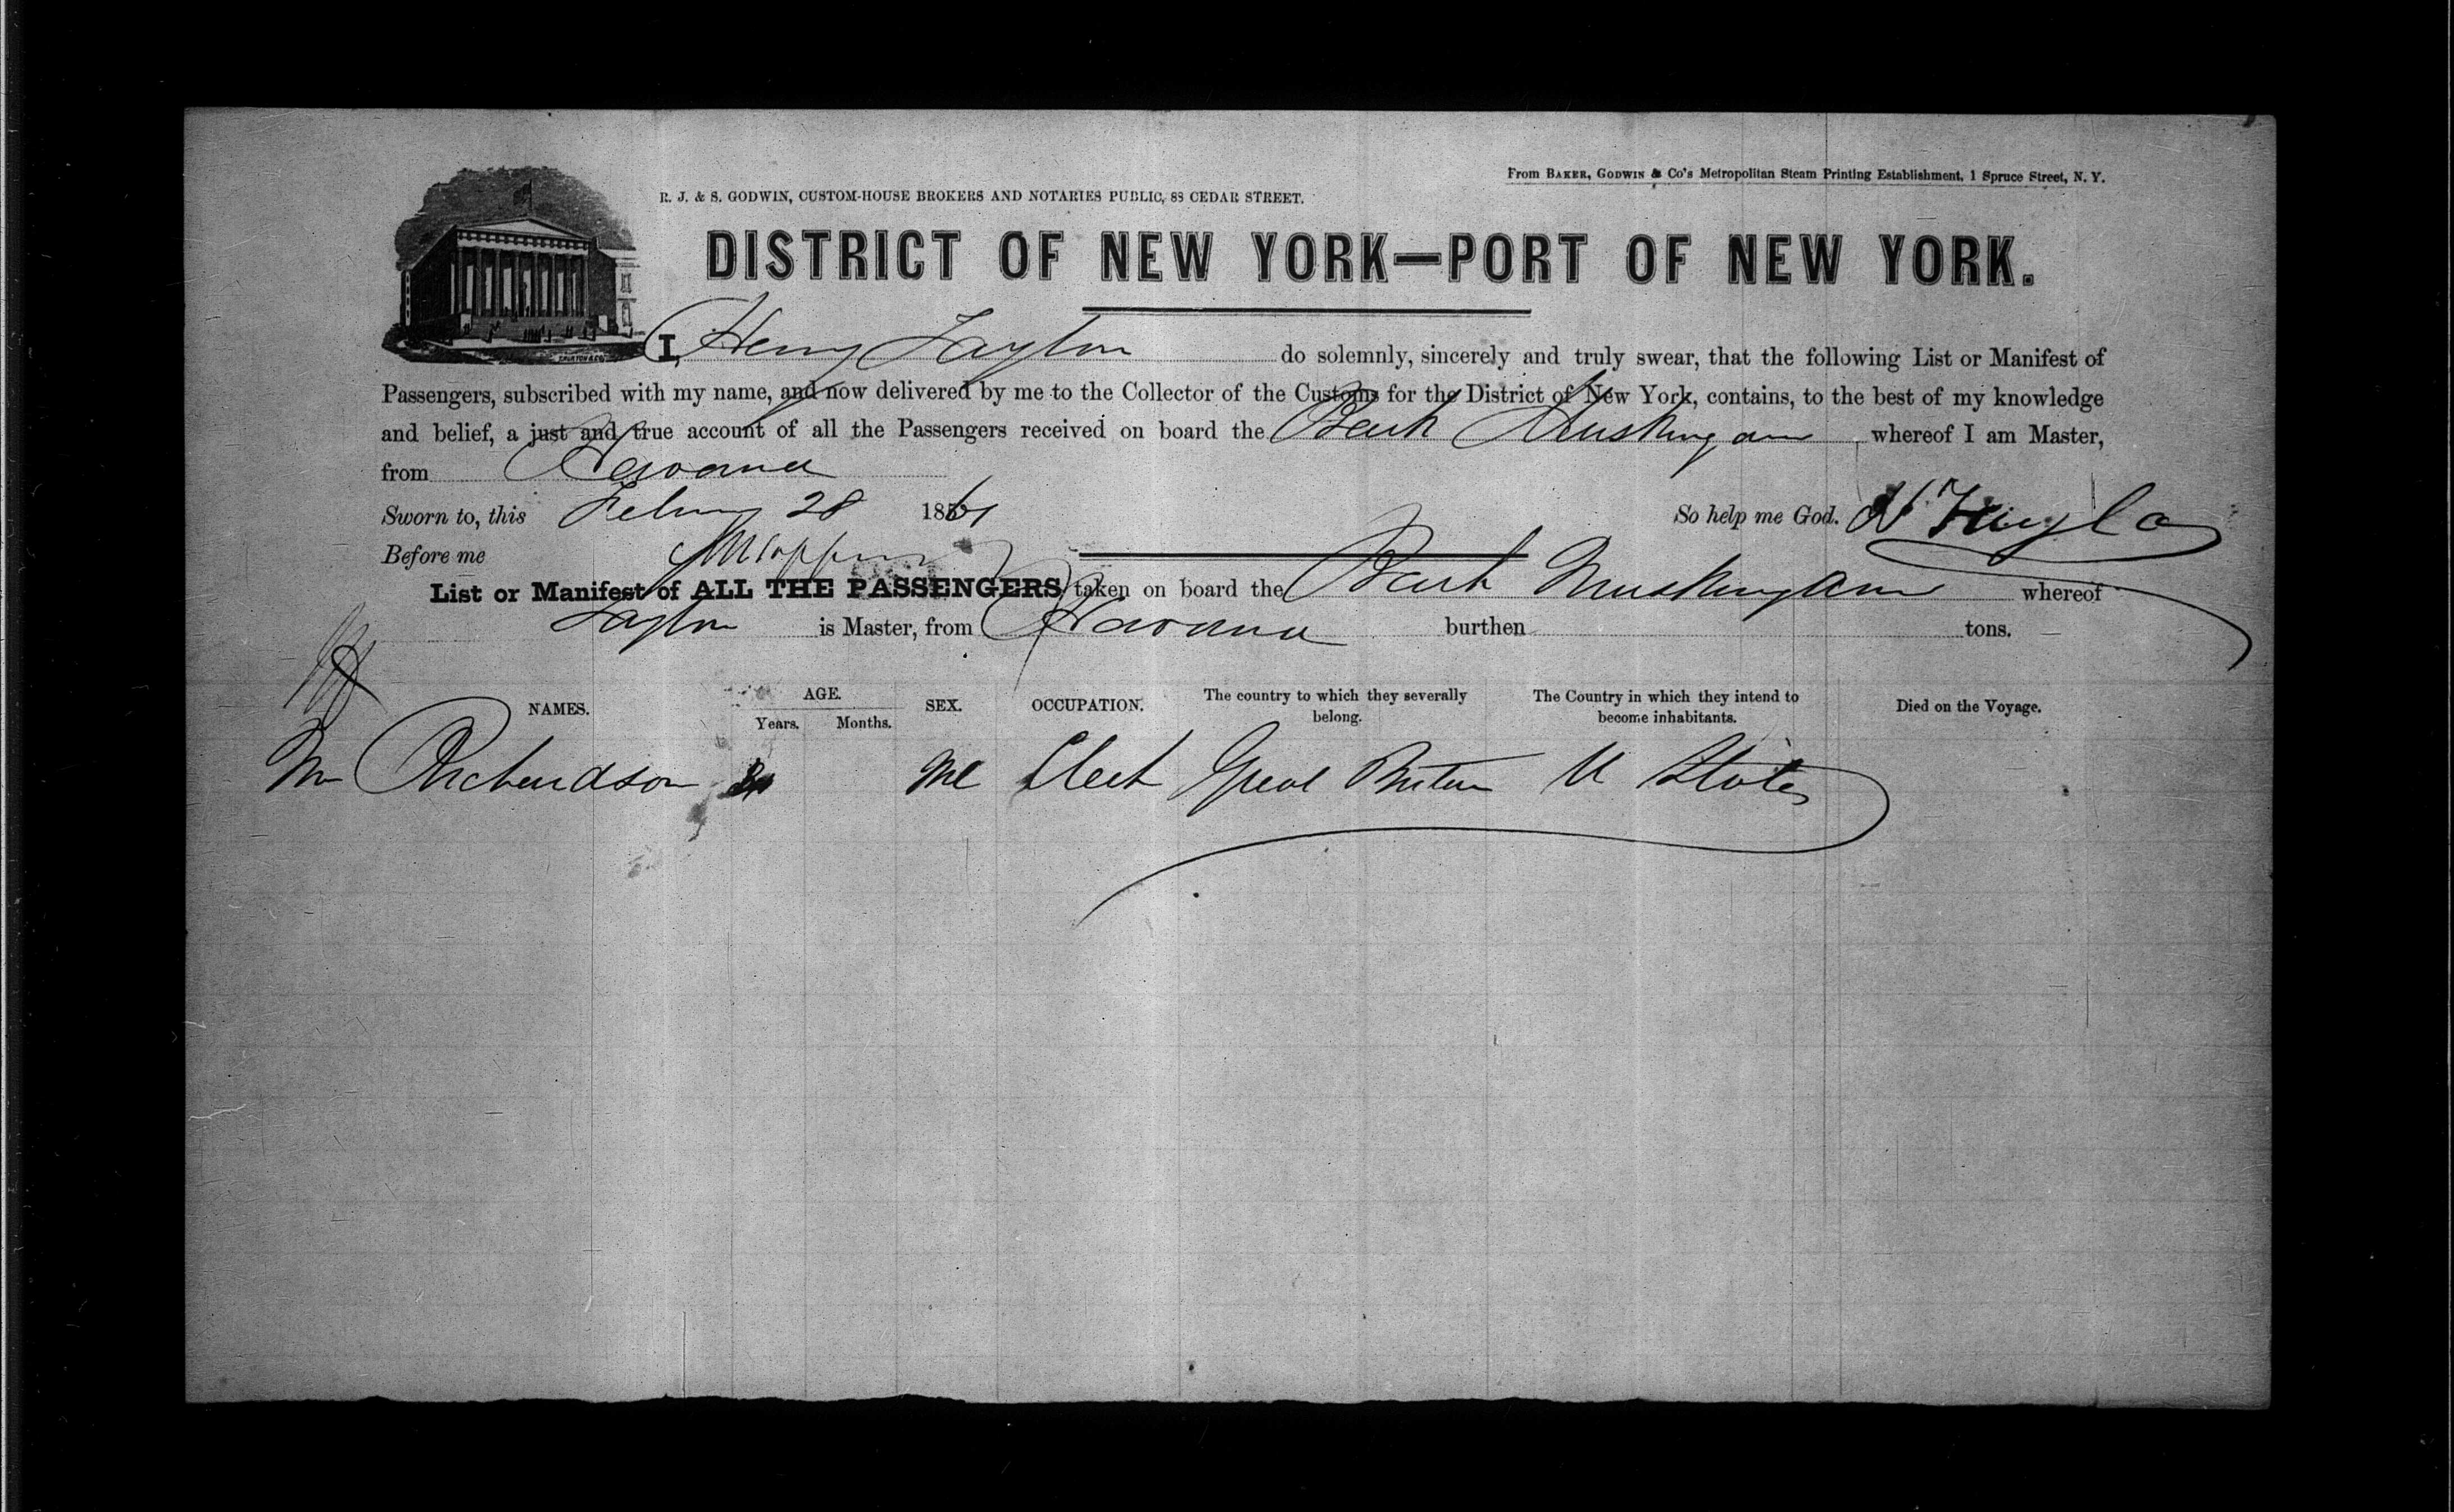 From BAKER, GODWIN & Co's Metropolitan Steam Printing Establishment, 1 Spruce Street, N. Y.
R. J. & S. GODWIN, CUSTOM-HOUSE BROKERS AND NOTARIES PUBLIC, 88 CEDAR STREET.
DISTRICT OF NEW YORK—PORT OF NEW YORK.
I, Henry Taylor do solemnly, sincerely and truly swear, that the following List or Manifest of
Passengers, subscribed with my name, and now delivered by me to the Collector of the Customs for the District of New York, contains, to the best of my knowledge
and belief, a just and true account of all the Passengers received on board the Bark Muskingum whereof I am Master,
from Havana
Sworn to, this 28 1861 So help me God. H Taylor
Before me
List or Manifest of ALL THE PASSENGERS taken on board the Bark Muskingum whereof
Taylor is Master, from Havana burthen tons.
NAMES. AGE. Years. Months. SEX. OCCUPATION. The country to which they severally belong. The Country in which they intend to become inhabitants. Died on the Voyage.
Mr Richardson Great Britain U States